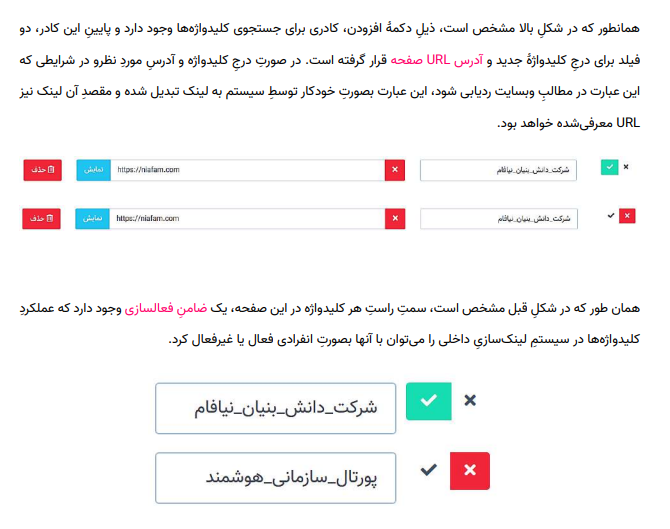 همانطور که در شکلِ بالا مشخص است، ذیلِ دکمهٔ افزودن، کادری برای جستجوی کلیدواژه‌ها وجود دارد و پایینِ این کادر، دو
فیلد برای درجِ کلیدواژهٔ جدید و آدرس URL صفحه قرار گرفته است. در صورتِ درجِ کلیدواژه و آدرسِ موردِ نظرو در شرایطی که
این عبارت در مطالبِ وبسایت ردیابی شود، این عبارت بصورتِ خودکار توسطِ سیستم به لینک تبدیل شده و مقصدِ آن لینک نیز
URL معرفی‌شده خواهد بود.
شرکت_دانش_بنیان_نیافام https://niafam.com نمایش حذف
شرکت_دانش_بنیان_نیافام https://niafam.com نمایش حذف
همان طور که در شکلِ قبل مشخص است، سمتِ راستِ هر کلیدواژه در این صفحه، یک ضامنِ فعالسازی وجود دارد که عملکردِ
کلیدواژه‌ها در سیستمِ لینک‌سازیِ داخلی را می‌توان با آنها بصورتِ انفرادی فعال یا غیرفعال کرد.
شرکت_دانش_بنیان_نیافام
پورتال_سازمانی_هوشمند